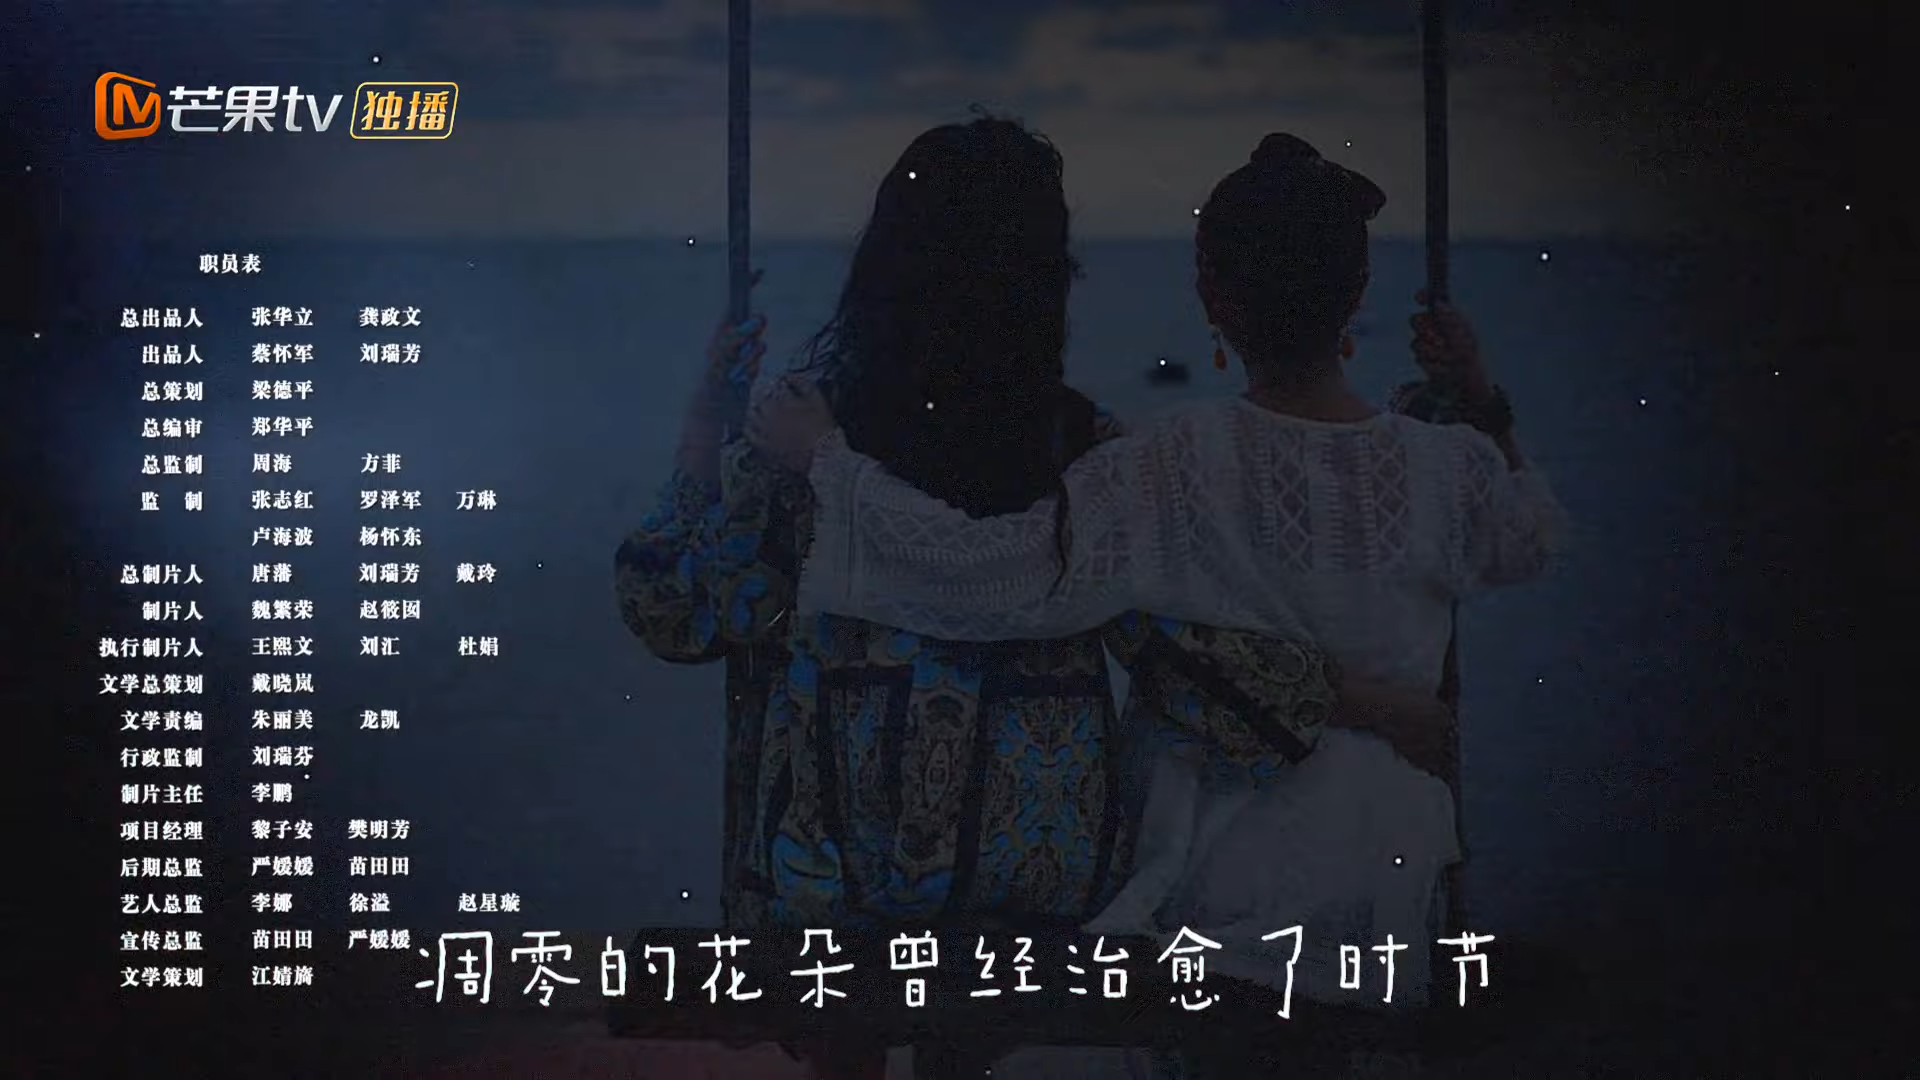 芒果tv 独播
职员表
总出品人 张华立 龚政文
出品人 蔡怀军 刘瑞芳
总策划 梁德平
总编审 郑华平
总监制 周海 方菲
监 制 张志红 罗泽军 万琳
卢海波 杨怀东
总制片人 唐藩 刘瑞芳 戴玲
制片人 魏繁荣 赵筱囡
执行制片人 王熙文 刘汇 杜娟
文学总策划 戴晓岚
文学责编 朱丽美 龙凯
行政监制 刘瑞芬
制片主任 李鹏
项目经理 黎子安 樊明芳
后期总监 严媛媛 苗田田
艺人总监 李娜 徐溢 赵星璇
宣传总监 苗田田 严媛媛
文学策划 江婧旖
凋零的花朵曾经治愈了时节